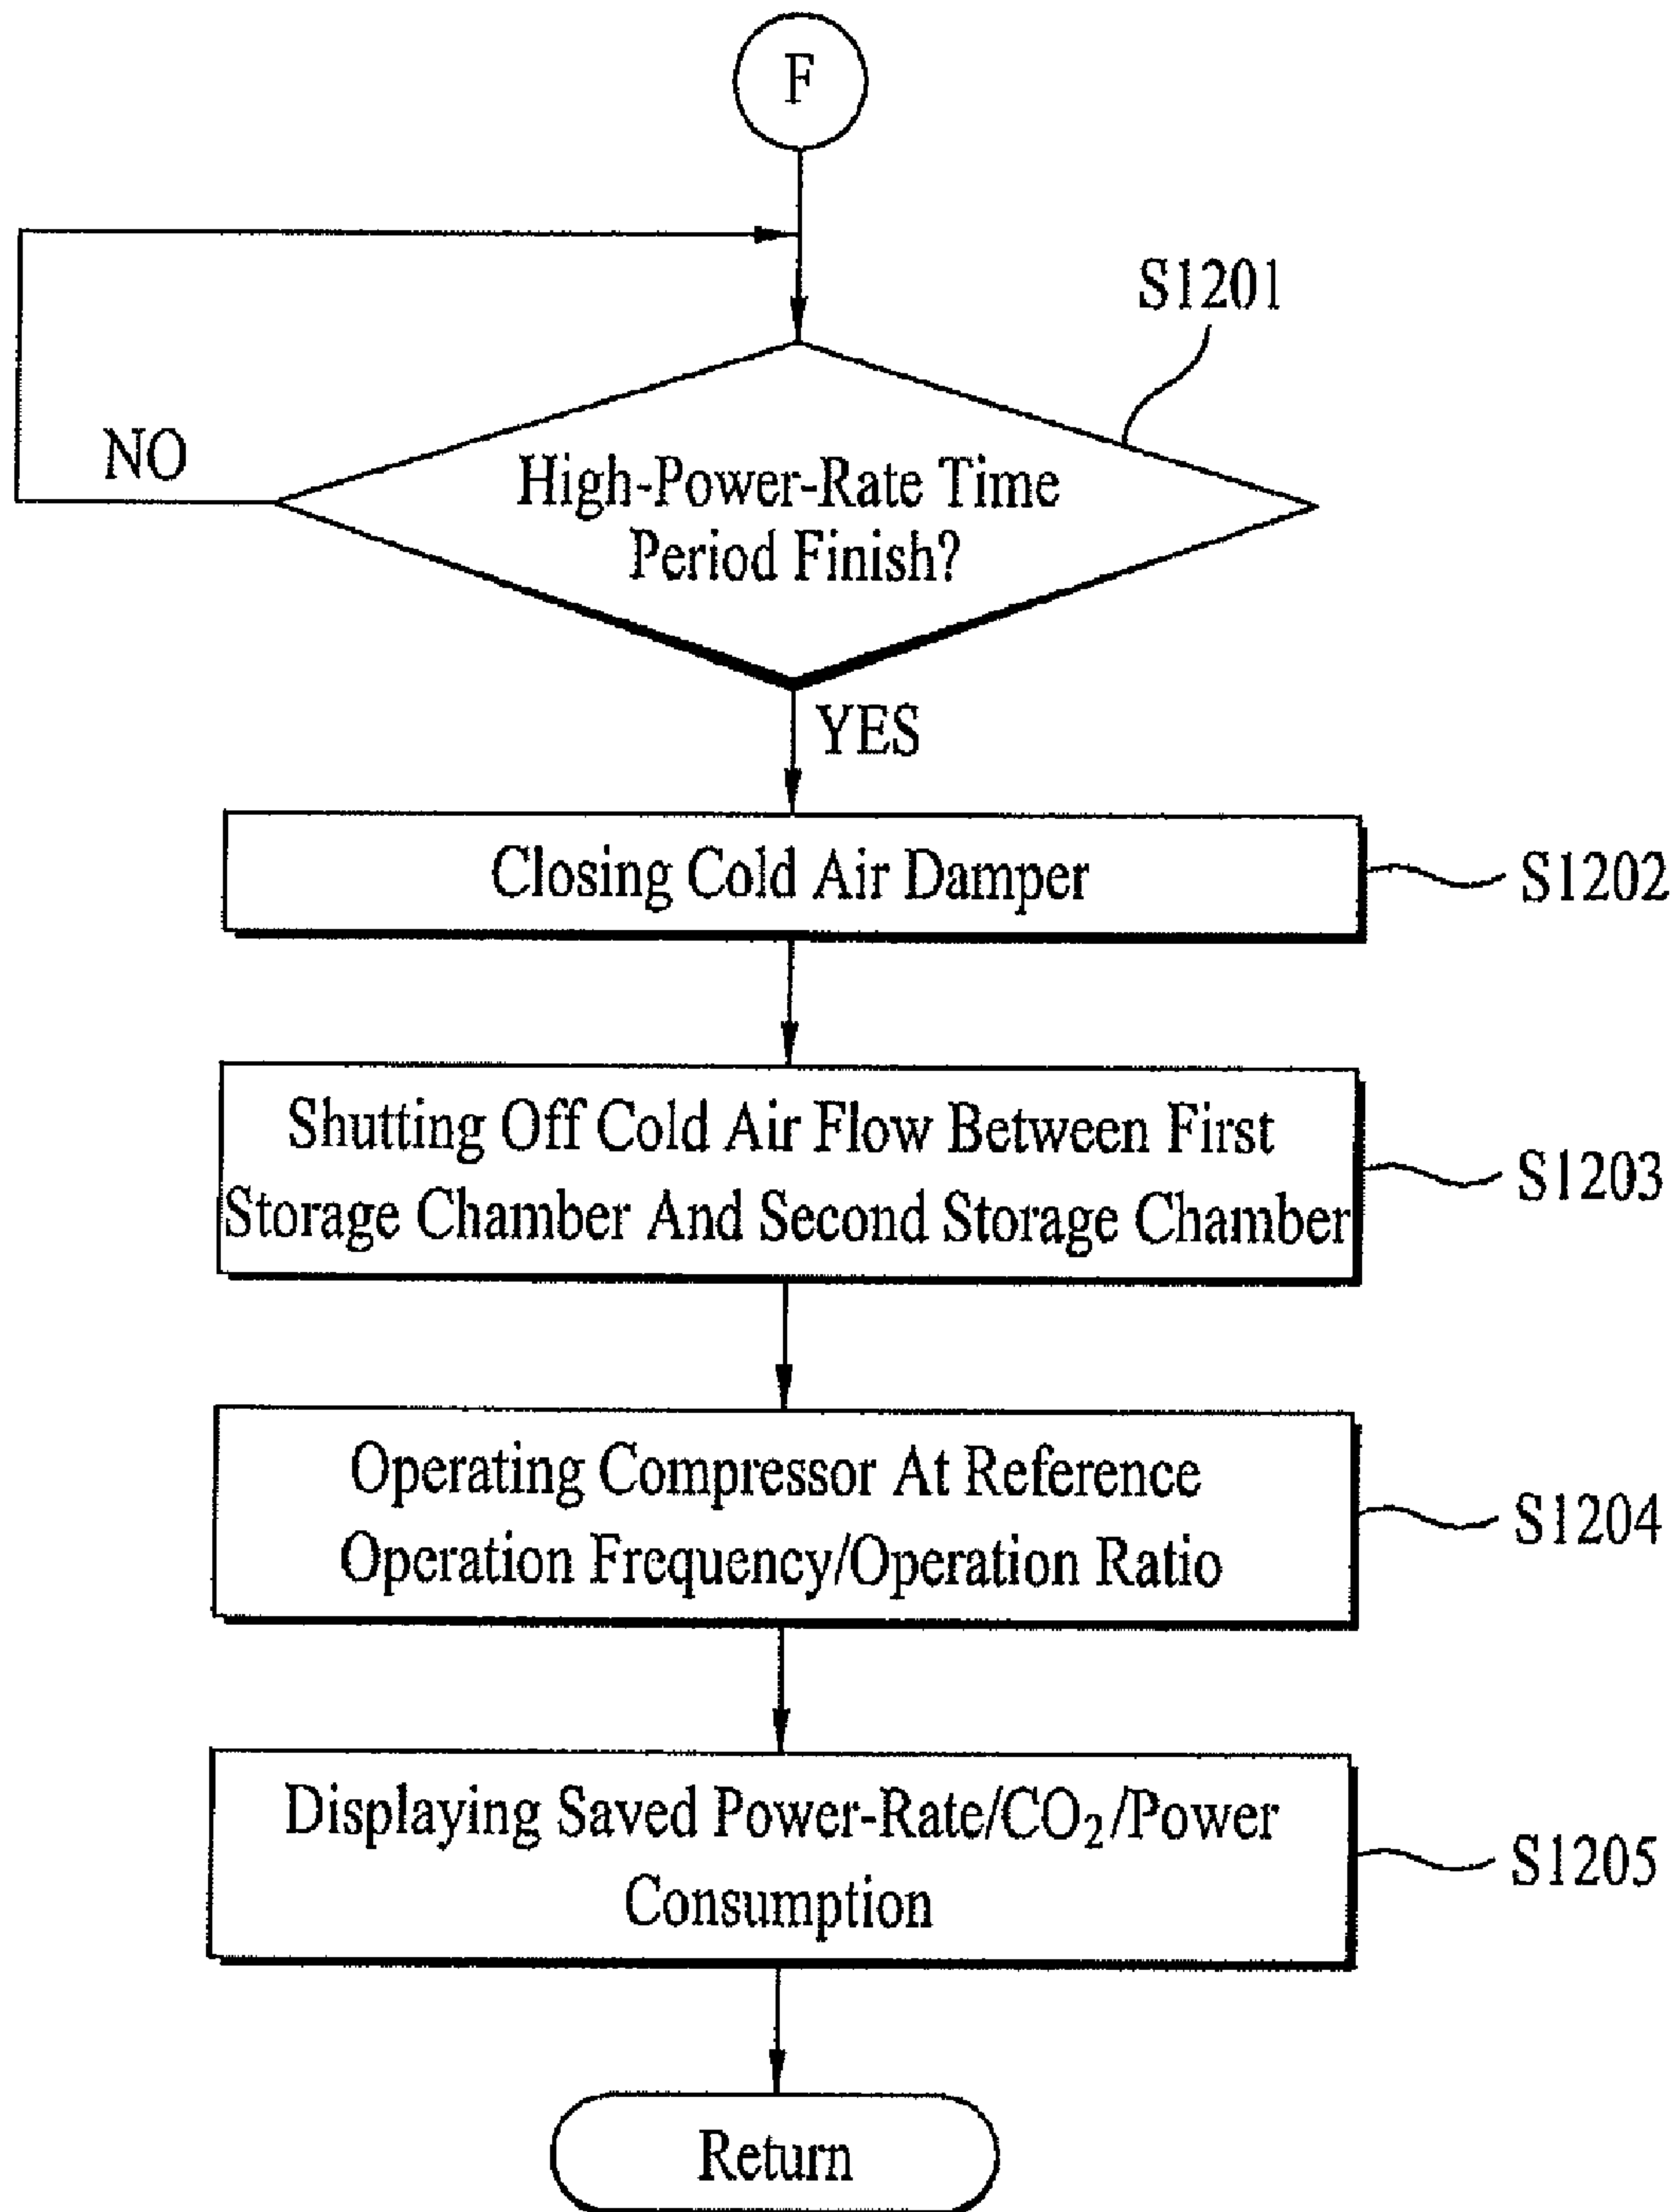 F
S1201
NO
High-Power-Rate Time
Period Finish?
YES
Closing Cold Air Damper
S1202
Shutting Off Cold Air Flow Between First
Storage Chamber And Second Storage Chamber
S1203
Operating Compressor At Reference
Operation Frequency/Operation Ratio
S1204
Displaying Saved Power-Rate/CO₂/Power
Consumption
S1205
Return